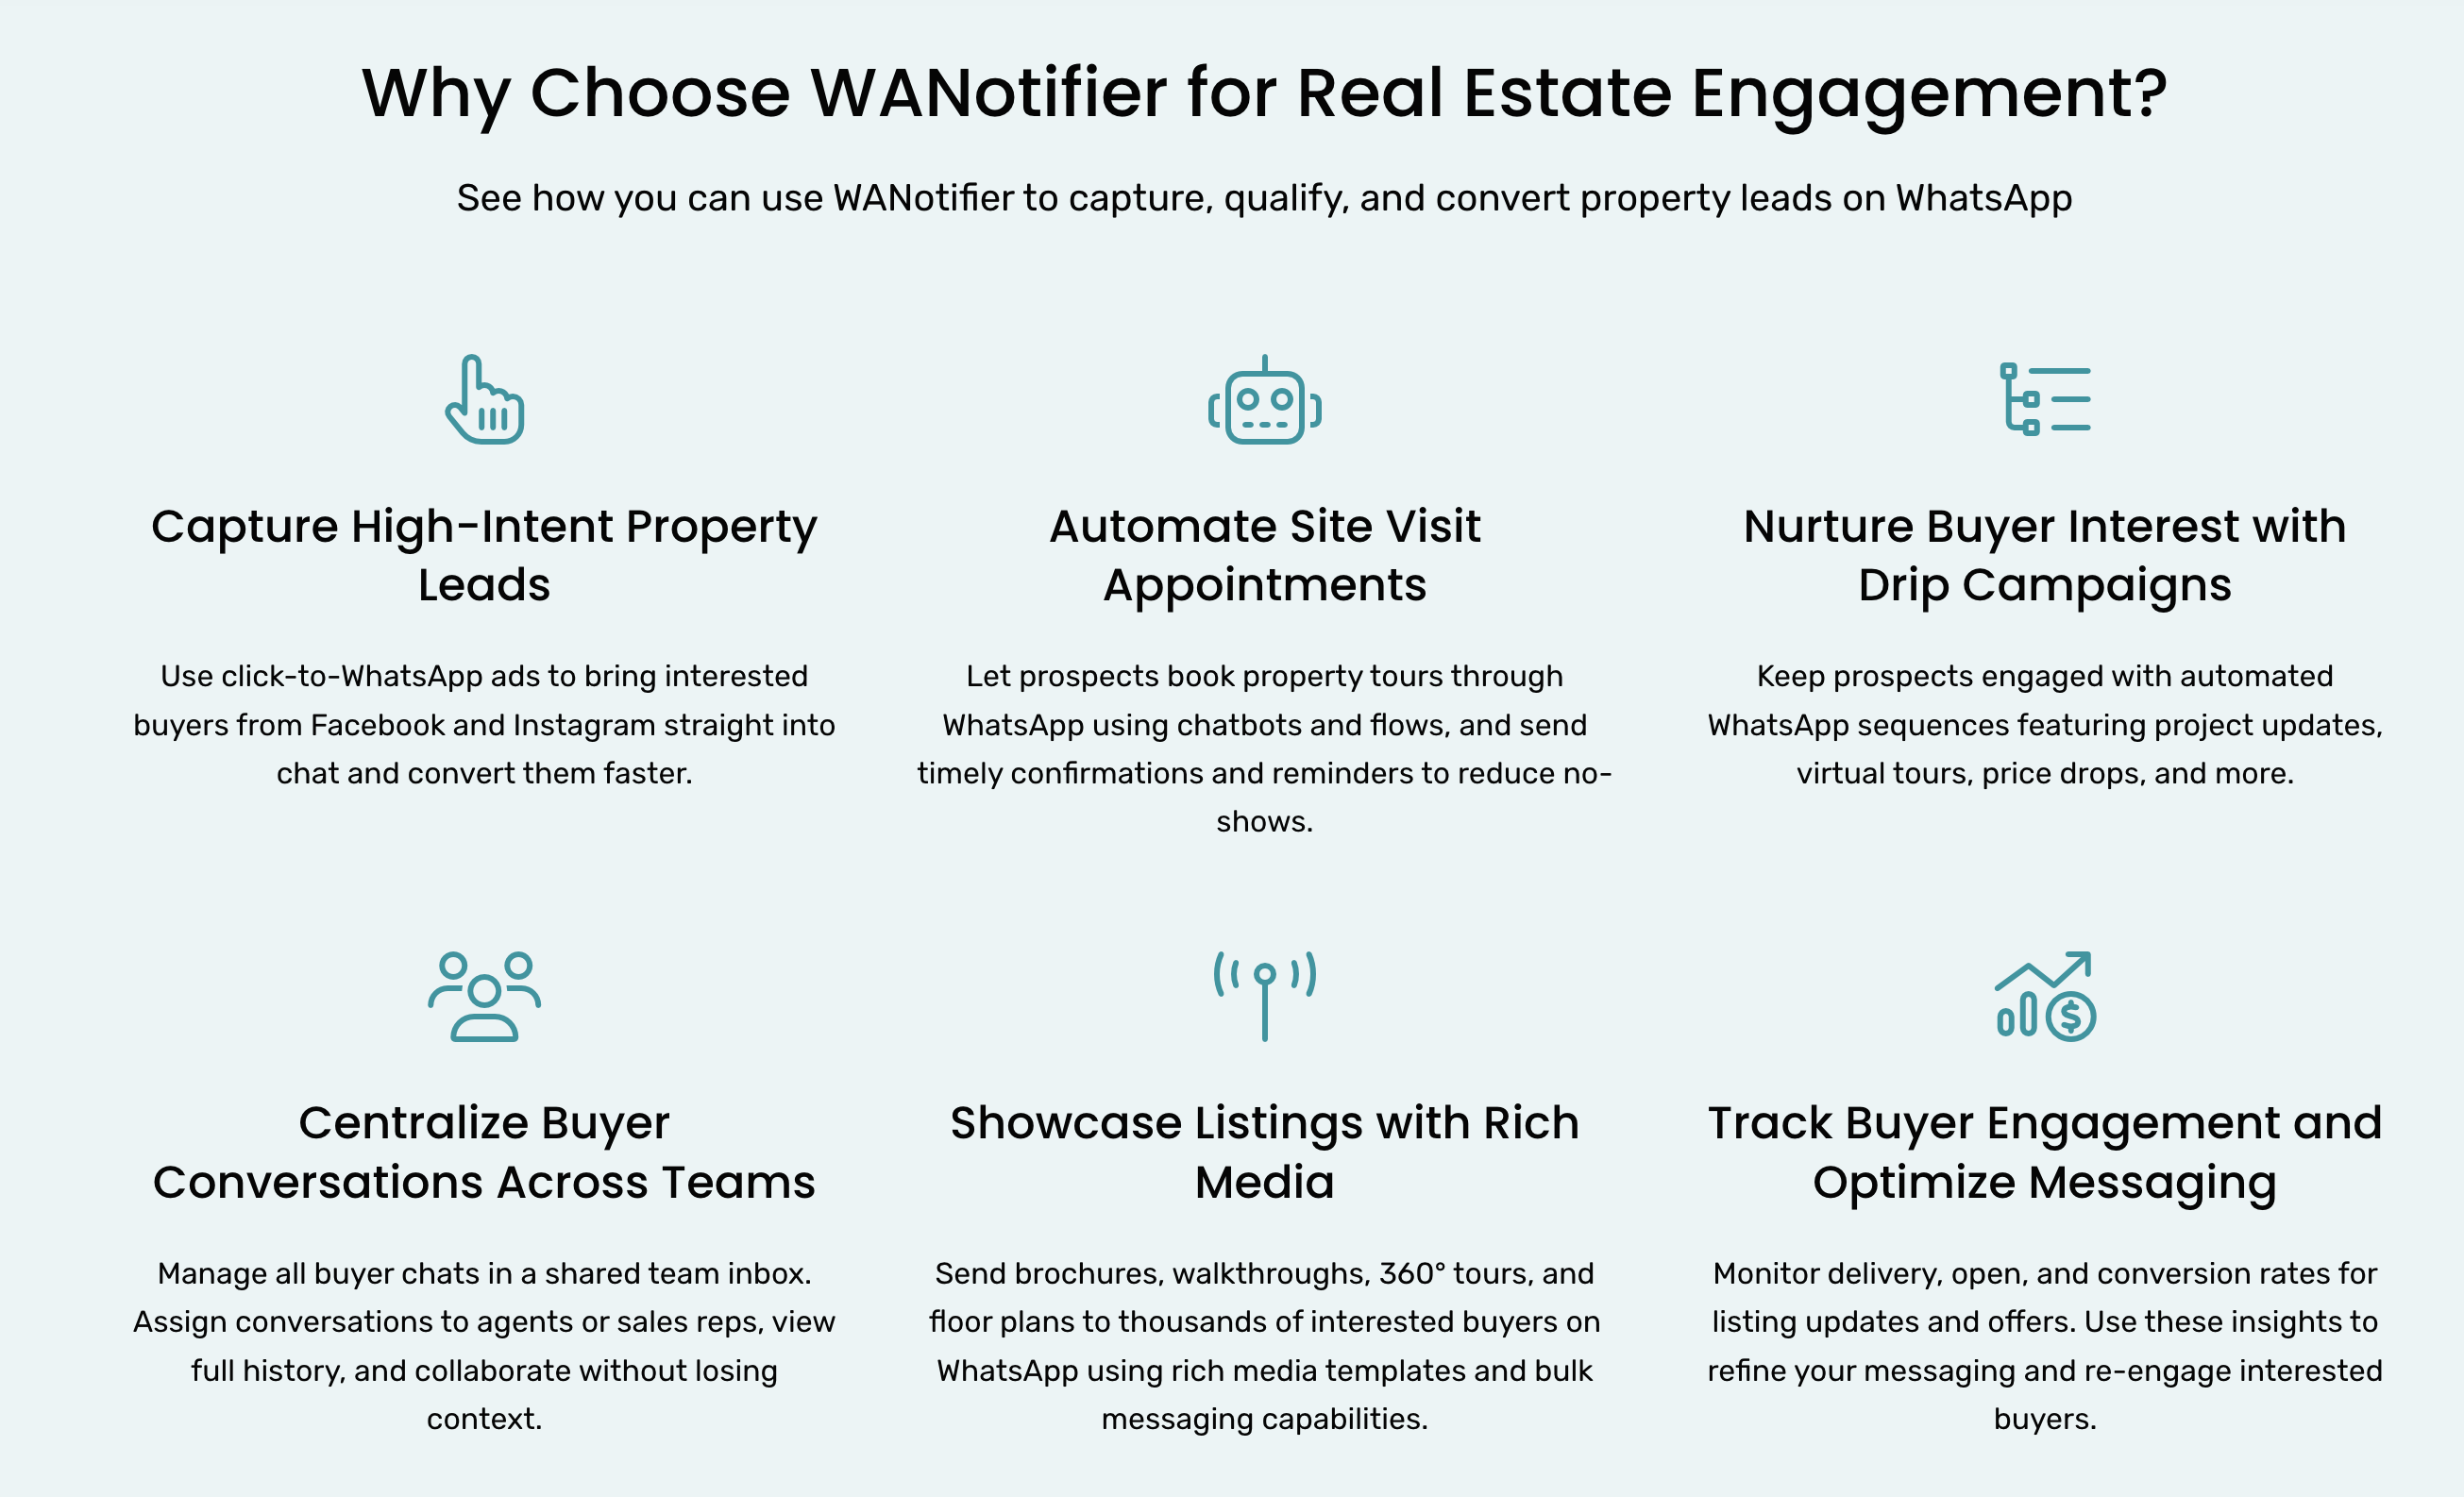 Why Choose WANotifier for Real Estate Engagement?
See how you can use WANotifier to capture, qualify, and convert property leads on WhatsApp
Capture High-Intent Property
Leads
Use click-to-WhatsApp ads to bring interested
buyers from Facebook and Instagram straight into
chat and convert them faster.
Automate Site Visit
Appointments
Let prospects book property tours through
WhatsApp using chatbots and flows, and send
timely confirmations and reminders to reduce no-
shows.
Nurture Buyer Interest with
Drip Campaigns
Keep prospects engaged with automated
WhatsApp sequences featuring project updates,
virtual tours, price drops, and more.
Centralize Buyer
Conversations Across Teams
Manage all buyer chats in a shared team inbox.
Assign conversations to agents or sales reps, view
full history, and collaborate without losing
context.
Showcase Listings with Rich
Media
Send brochures, walkthroughs, 360° tours, and
floor plans to thousands of interested buyers on
WhatsApp using rich media templates and bulk
messaging capabilities.
$
Track Buyer Engagement and
Optimize Messaging
Monitor delivery, open, and conversion rates for
listing updates and offers. Use these insights to
refine your messaging and re-engage interested
buyers.